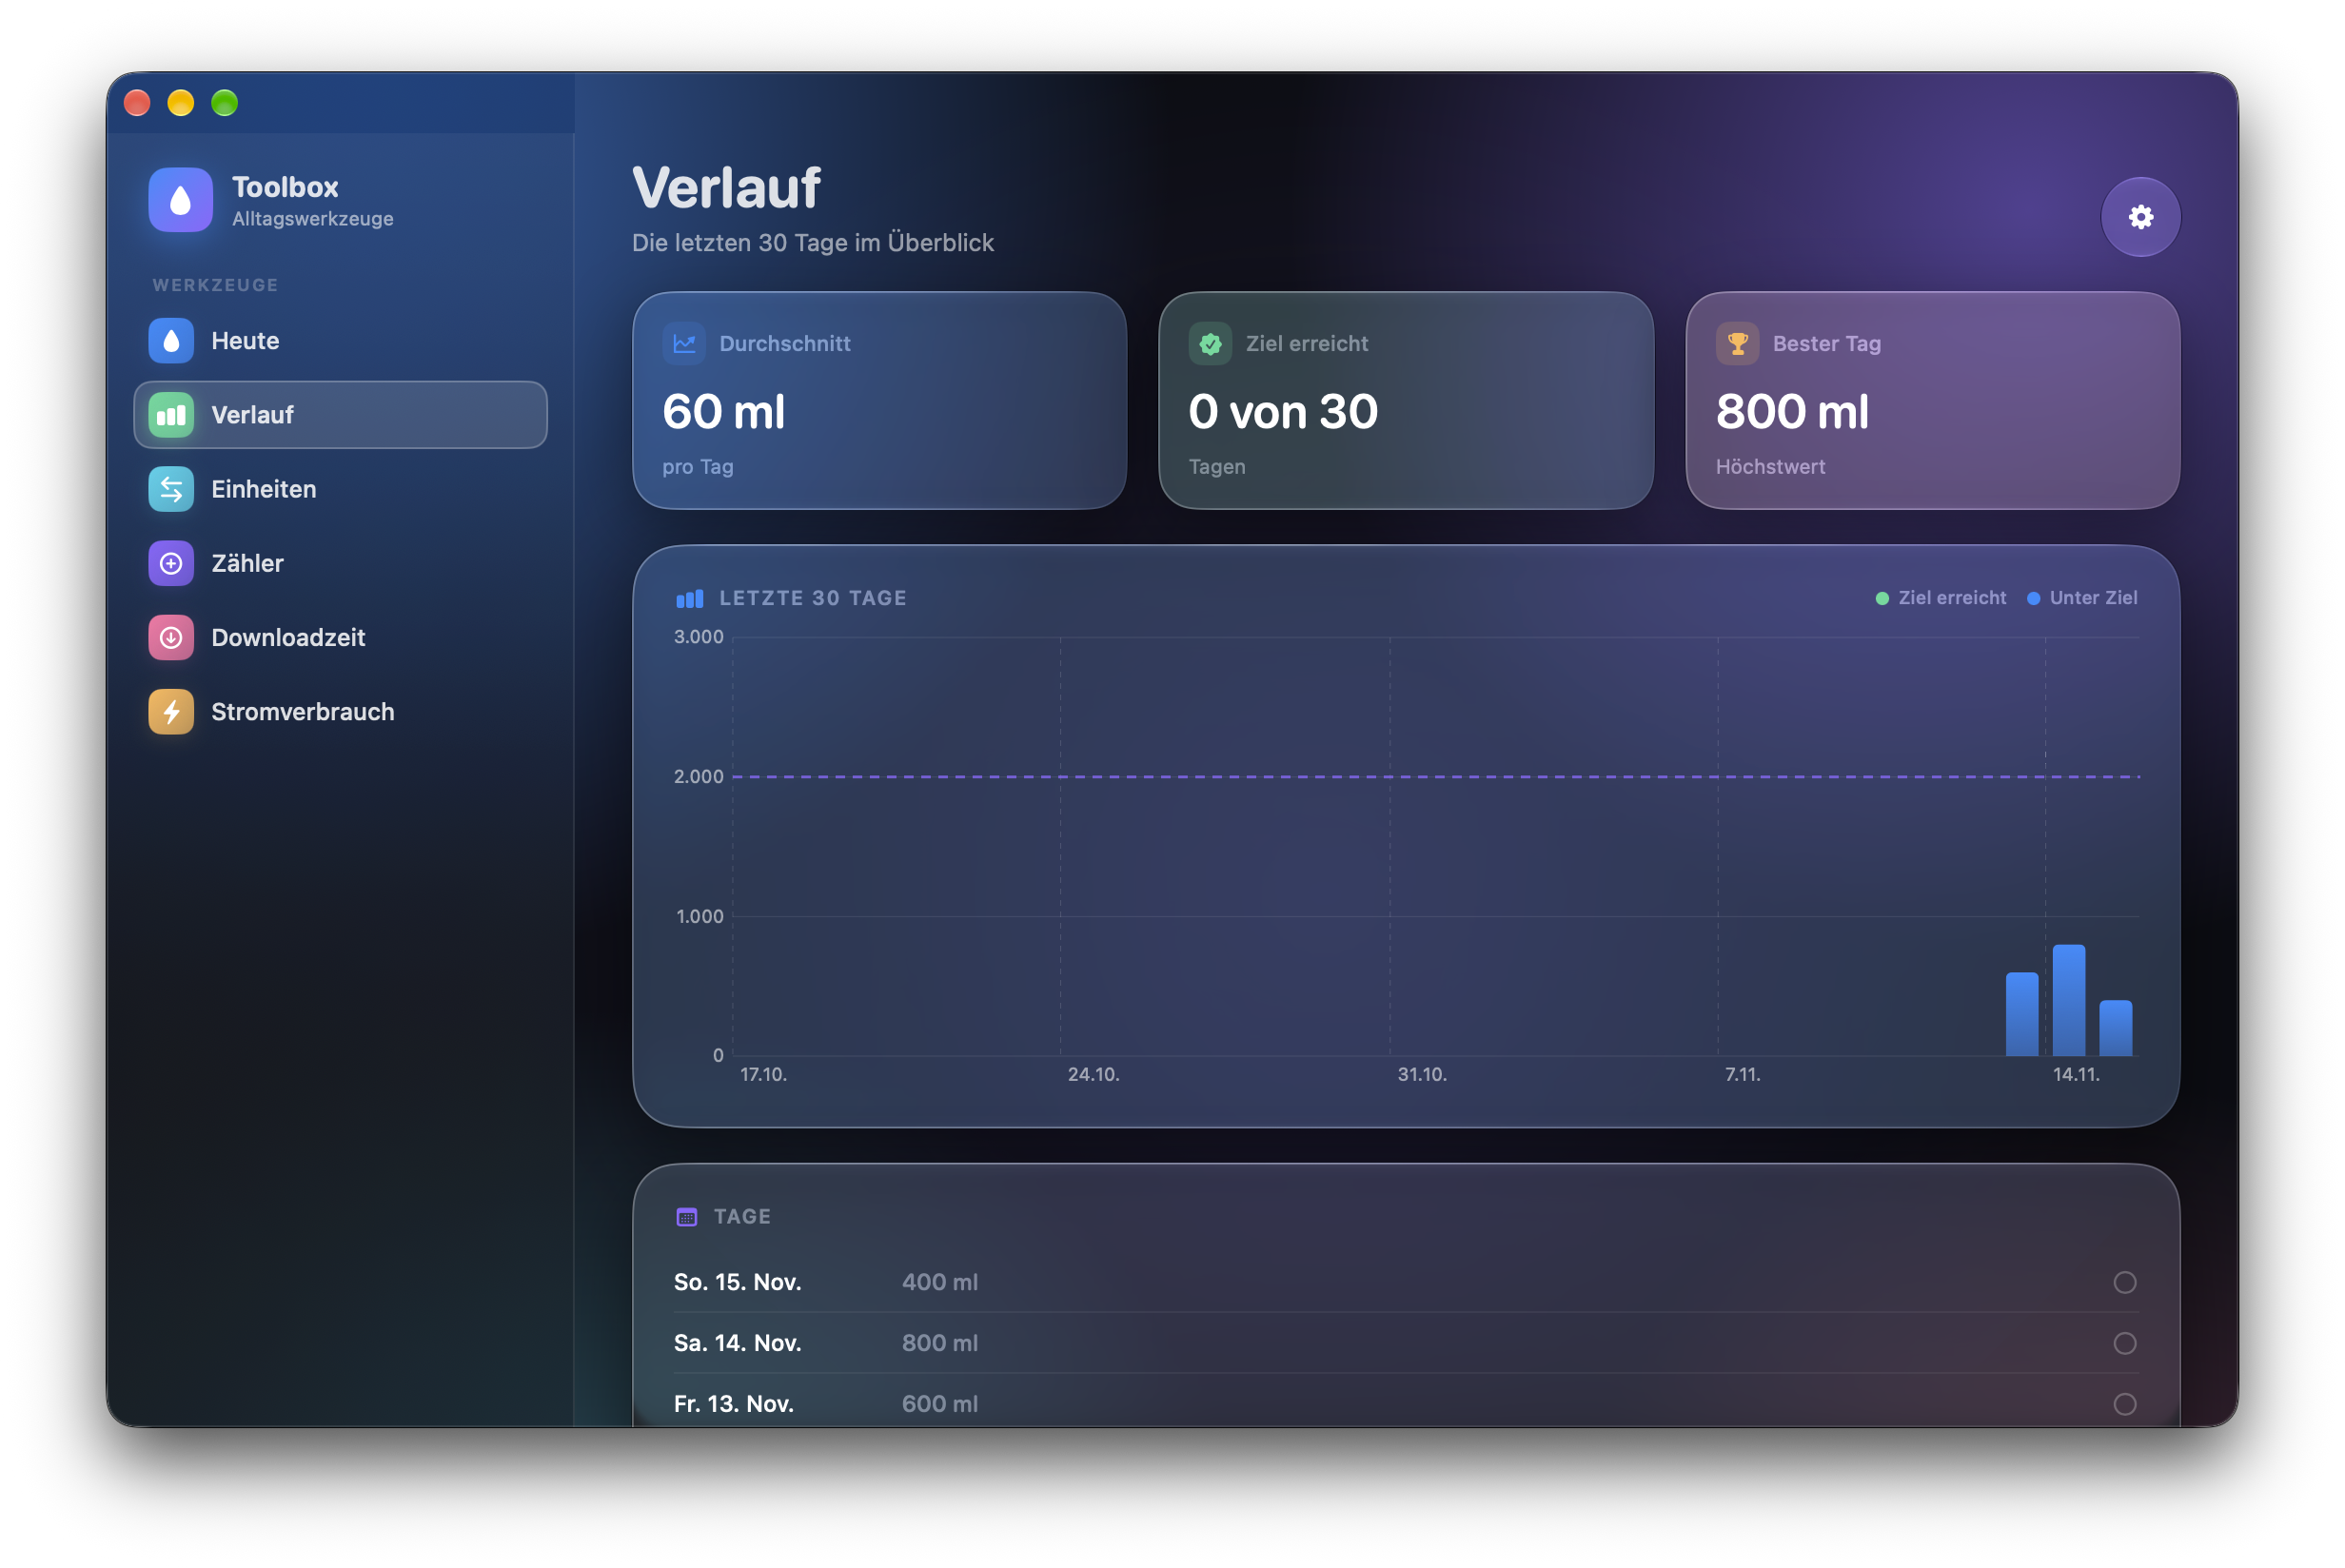 Toolbox
Alltagswerkzeuge
WERKZEUGE
Heute
Verlauf
Einheiten
Zähler
Downloadzeit
Stromverbrauch
Verlauf
Die letzten 30 Tage im Überblick
Durchschnitt
60 ml
pro Tag
Ziel erreicht
0 von 30
Tagen
Bester Tag
800 ml
Höchstwert
LETZTE 30 TAGE
Ziel erreicht Unter Ziel
3.000
2.000
1.000
0
17.10. 24.10. 31.10. 7.11. 14.11.
TAGE
So. 15. Nov. 400 ml
Sa. 14. Nov. 800 ml
Fr. 13. Nov. 600 ml